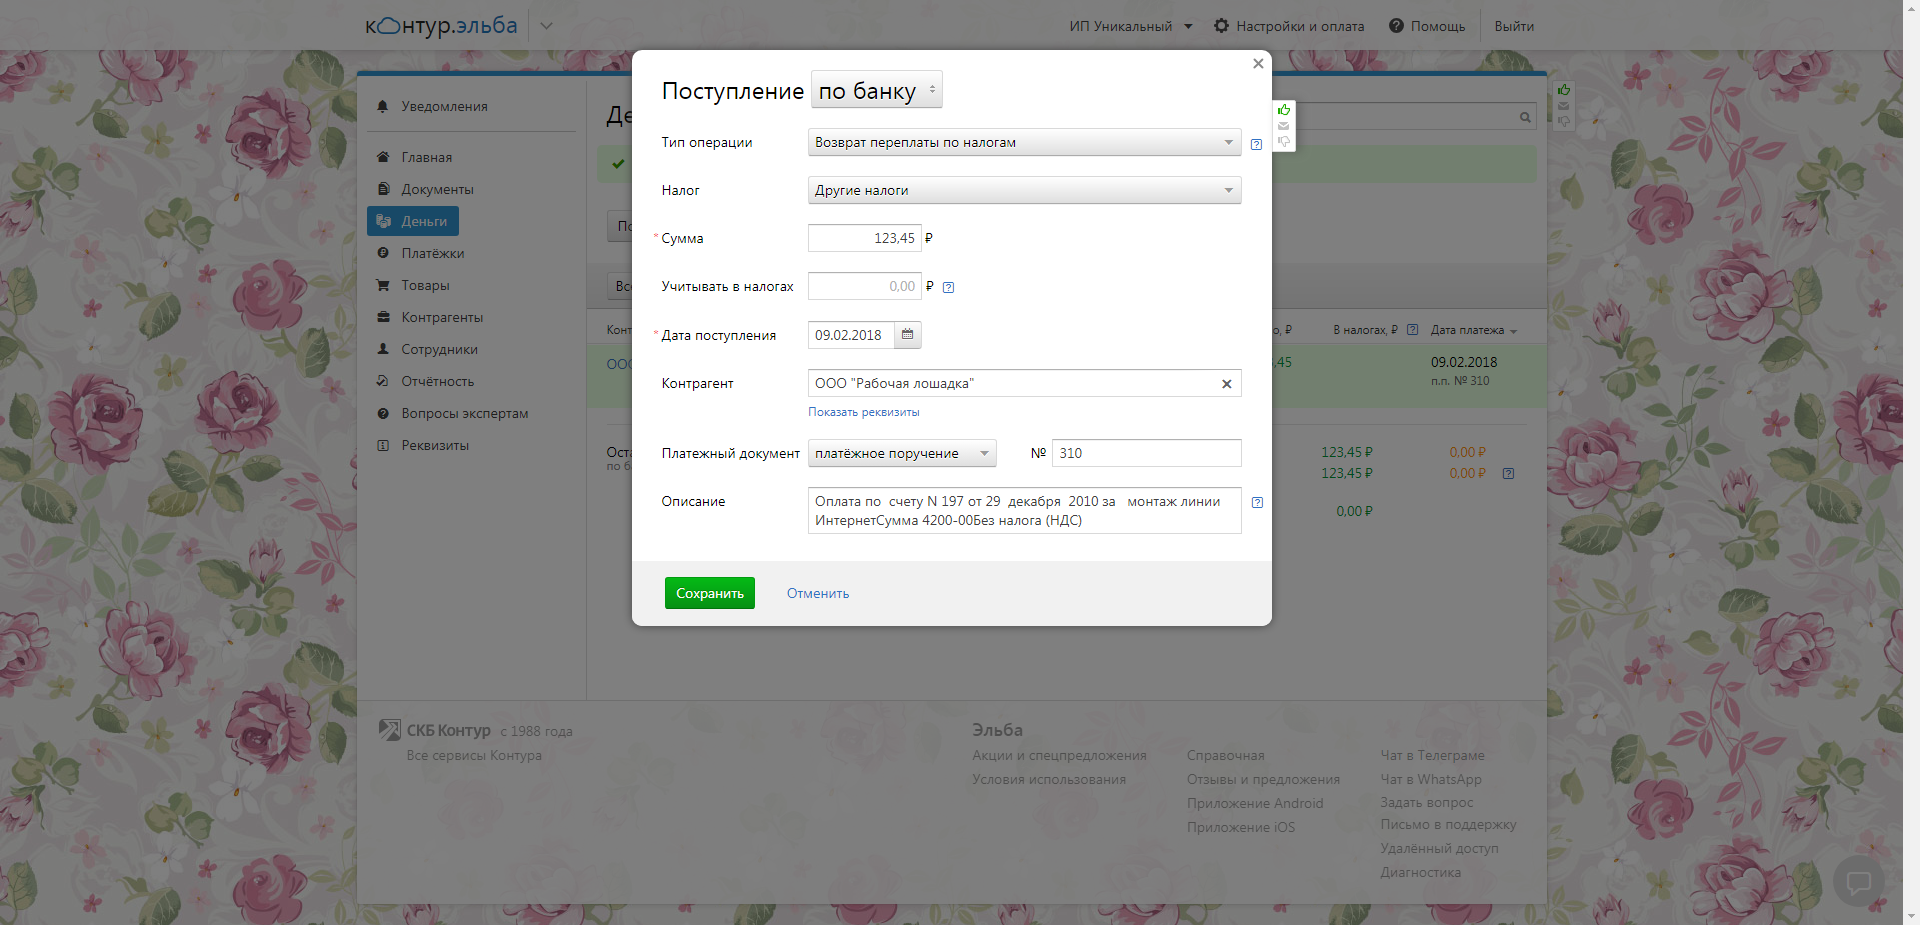 контур.эльба
ИП Уникальный
Настройки и оплата
Помощь
Выйти
Уведомления
Главная
Документы
Деньги
Платёжки
Товары
Контрагенты
Сотрудники
Отчётность
Вопросы экспертам
Реквизиты
Поступление по банку
Тип операции Возврат переплаты по налогам
Налог Другие налоги
* Сумма 123,45 ₽
Учитывать в налогах 0,00 ₽
* Дата поступления 09.02.2018
Контрагент ООО "Рабочая лошадка"
Показать реквизиты
Платежный документ платёжное поручение № 310
Описание Оплата по счету N 197 от 29 декабря 2010 за монтаж линии
ИнтернетСумма 4200-00Без налога (НДС)
Сохранить Отменить
В налогах, ₽ Дата платежа
09.02.2018
п.п. № 310
123,45 ₽ 0,00 ₽
123,45 ₽ 0,00 ₽
0,00 ₽
СКБ Контур с 1988 года
Все сервисы Контура
Эльба
Акции и спецпредложения
Условия использования
Справочная
Отзывы и предложения
Приложение Android
Приложение iOS
Чат в Телеграме
Чат в WhatsApp
Задать вопрос
Письмо в поддержку
Удалённый доступ
Диагностика